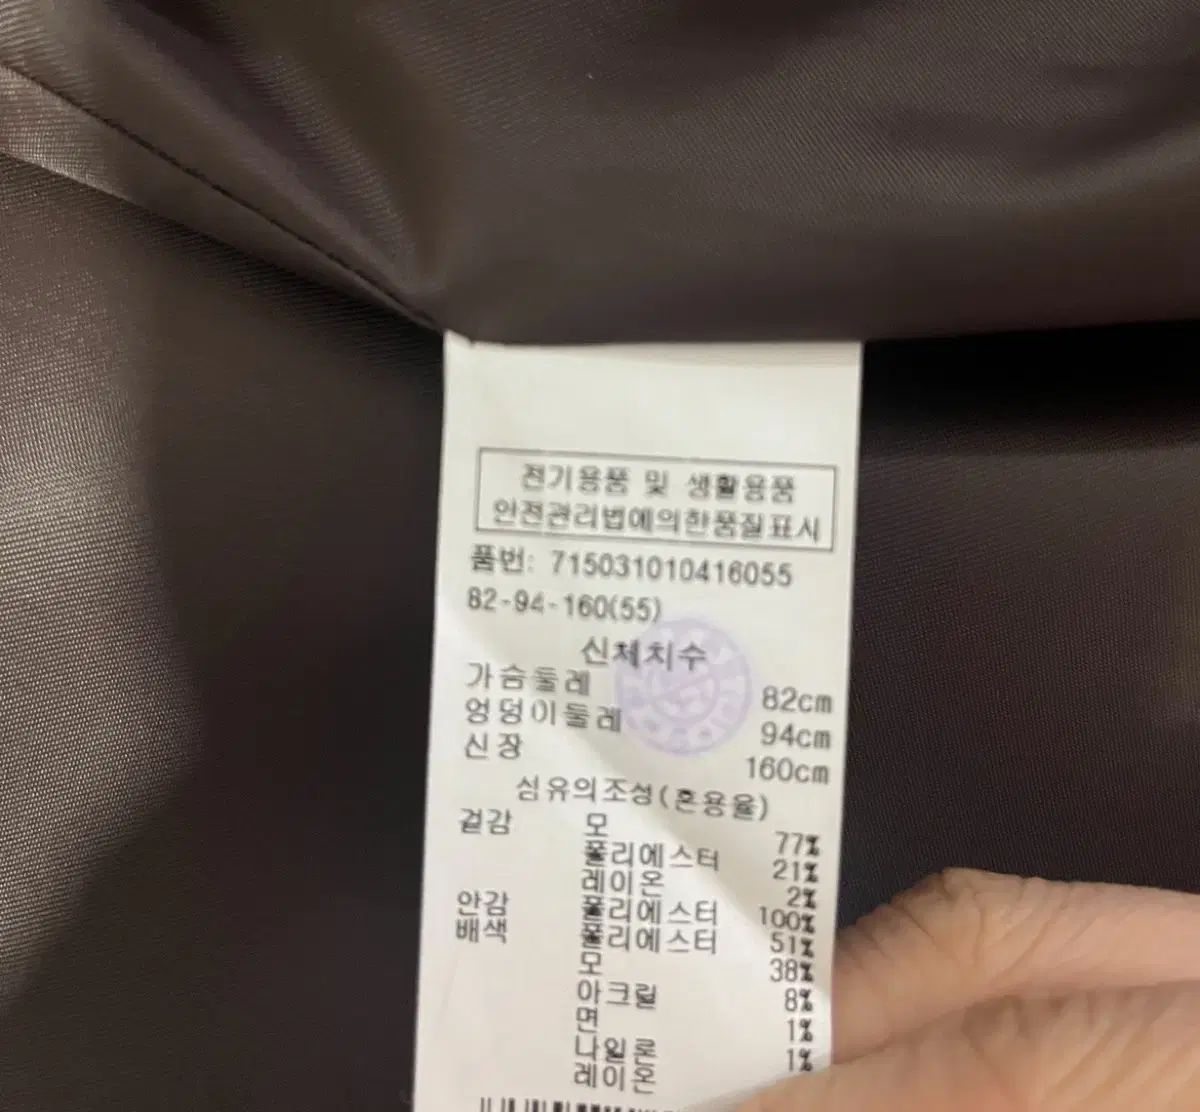 전기용품 및 생활용품
안전관리법에의한품질표시
품번: 715031010416055
82-94-160(55)
신체치수
가슴둘레 82cm
엉덩이둘레 94cm
신장 160cm
섬유의조성(혼용율)
겉감 모 77%
폴리에스터 21%
레이온 2%
안감 폴리에스터 100%
배색 폴리에스터 51%
모 38%
아크릴 8%
면 1%
나일론 1%
레이온